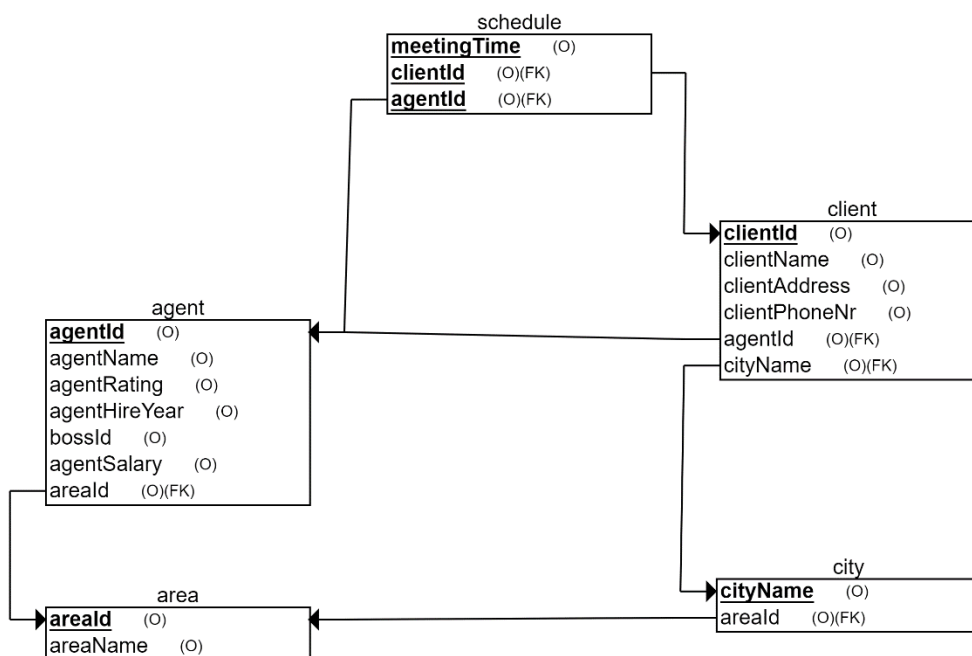 schedule
meetingTime (O)
clientId (O)(FK)
agentId (O)(FK)
client
clientId (O)
clientName (O)
clientAddress (O)
clientPhoneNr (O)
agentId (O)(FK)
cityName (O)(FK)
agent
agentId (O)
agentName (O)
agentRating (O)
agentHireYear (O)
bossId (O)
agentSalary (O)
areaId (O)(FK)
city
cityName (O)
areaId (O)(FK)
area
areaId (O)
areaName (O)